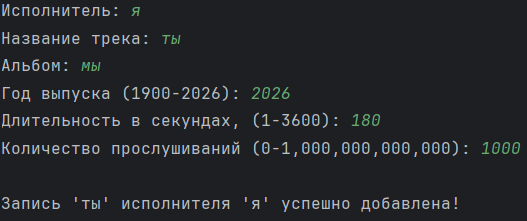 Исполнитель: я
Название трека: ты
Альбом: мы
Год выпуска (1900-2026): 2026
Длительность в секундах, (1-3600): 180
Количество прослушиваний (0-1,000,000,000,000): 1000
Запись 'ты' исполнителя 'я' успешно добавлена!